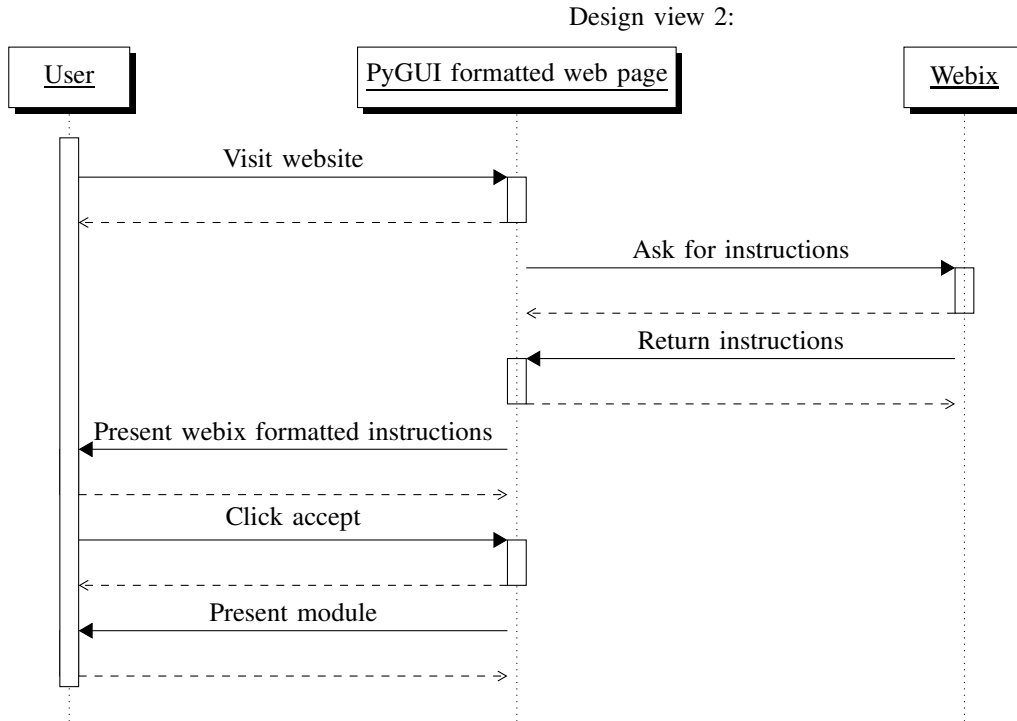 Design view 2:
User
PyGUI formatted web page
Webix
Visit website
Ask for instructions
Return instructions
Present webix formatted instructions
Click accept
Present module